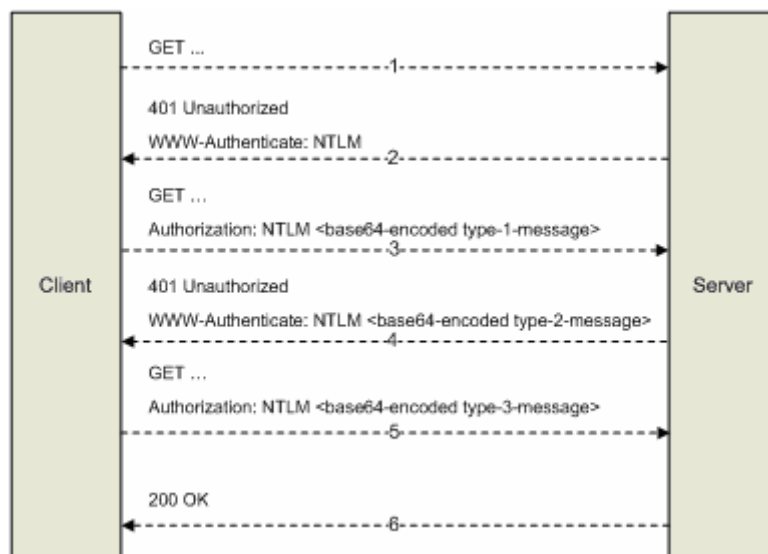 GET ...
1
401 Unauthorized
WWW-Authenticate: NTLM
2
GET ...
Authorization: NTLM <base64-encoded type-1-message>
3
Client
Server
401 Unauthorized
WWW-Authenticate: NTLM <base64-encoded type-2-message>
4
GET ...
Authorization: NTLM <base64-encoded type-3-message>
5
200 OK
6